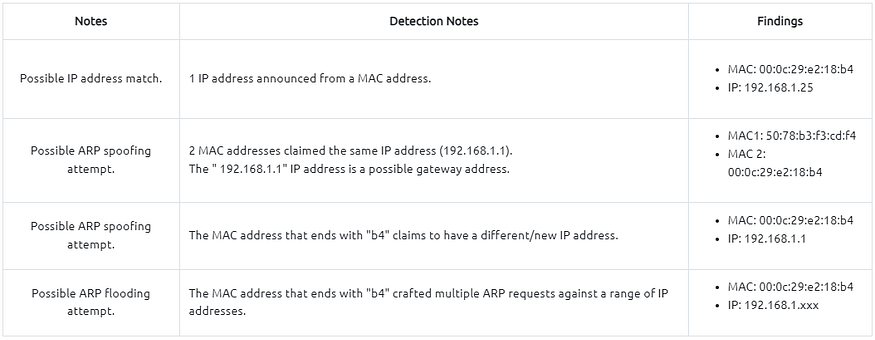 Notes
Detection Notes
Findings
Possible IP address match.
1 IP address announced from a MAC address.
MAC: 00:0c:29:e2:18:b4
IP: 192.168.1.25
Possible ARP spoofing
attempt.
2 MAC addresses claimed the same IP address (192.168.1.1).
The " 192.168.1.1" IP address is a possible gateway address.
MAC1: 50:78:b3:f3:cd:f4
MAC 2:
00:0c:29:e2:18:b4
Possible ARP spoofing
attempt.
The MAC address that ends with "b4" claims to have a different/new IP address.
MAC: 00:0c:29:e2:18:b4
IP: 192.168.1.1
Possible ARP flooding
attempt.
The MAC address that ends with "b4" crafted multiple ARP requests against a range of IP
addresses.
MAC: 00:0c:29:e2:18:b4
IP: 192.168.1.xxx